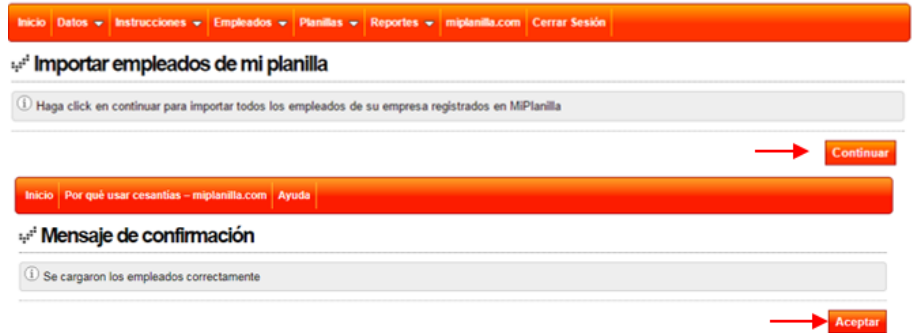 Inicio Datos Instrucciones Empleados Planillas Reportes miplanilla.com Cerrar Sesión
Importar empleados de mi planilla
Haga click en continuar para importar todos los empleados de su empresa registrados en MiPlanilla
Continuar
Inicio Por què usar cesantías – miplanilla.com Ayuda
Mensaje de confirmación
Se cargaron los empleados correctamente
Aceptar